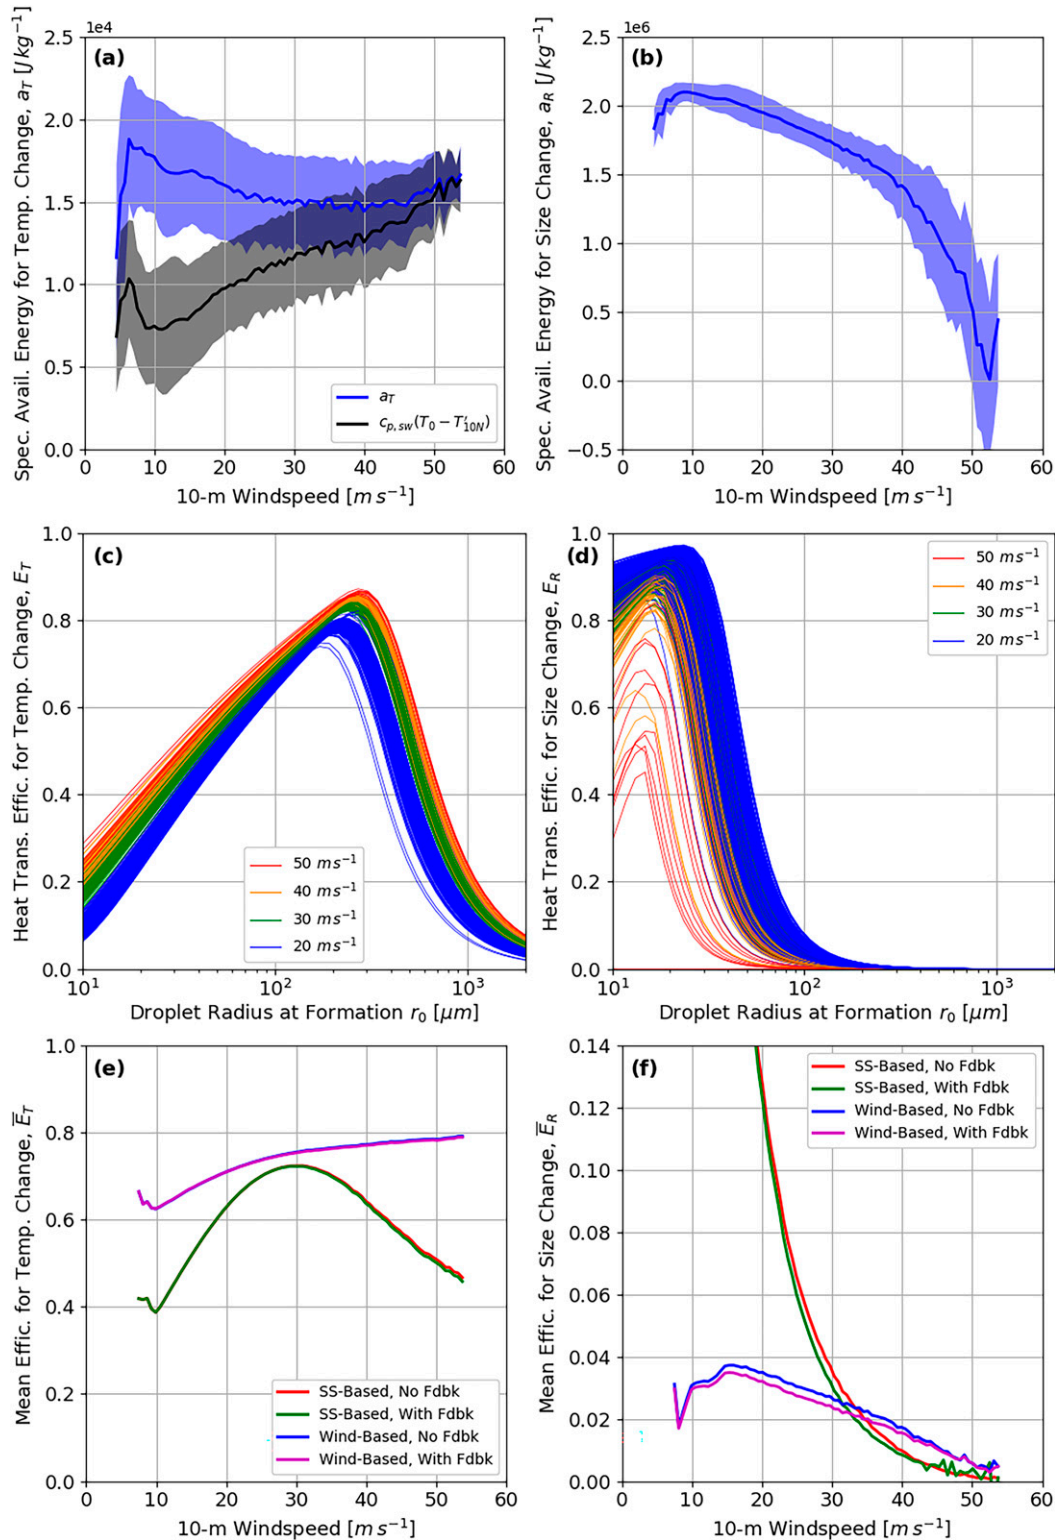 1e4
(a)
Spec. Avail. Energy for Temp. Change, a_T [J kg⁻¹]
2.5
2.0
1.5
1.0
0.5
0.0
a_T
c_{p,sw}(T_0 − T'_{10N})
0 10 20 30 40 50 60
10-m Windspeed [m s⁻¹]
1e6
(b)
Spec. Avail. Energy for Size Change, a_R [J kg⁻¹]
2.5
2.0
1.5
1.0
0.5
0.0
−0.5
0 10 20 30 40 50 60
10-m Windspeed [m s⁻¹]
(c)
Heat Trans. Effic. for Temp. Change, E_T
1.0
0.8
0.6
0.4
0.2
0.0
50 ms⁻¹
40 ms⁻¹
30 ms⁻¹
20 ms⁻¹
10¹ 10² 10³
Droplet Radius at Formation r_0 [μm]
(d)
Heat Trans. Effic. for Size Change, E_R
1.0
0.8
0.6
0.4
0.2
0.0
50 ms⁻¹
40 ms⁻¹
30 ms⁻¹
20 ms⁻¹
10¹ 10² 10³
Droplet Radius at Formation r_0 [μm]
(e)
Mean Effic. for Temp. Change, E̅_T
1.0
0.8
0.6
0.4
0.2
0.0
SS-Based, No Fdbk
SS-Based, With Fdbk
Wind-Based, No Fdbk
Wind-Based, With Fdbk
0 10 20 30 40 50 60
10-m Windspeed [m s⁻¹]
(f)
Mean Effic. for Size Change, E̅_R
0.14
0.12
0.10
0.08
0.06
0.04
0.02
0.00
SS-Based, No Fdbk
SS-Based, With Fdbk
Wind-Based, No Fdbk
Wind-Based, With Fdbk
0 10 20 30 40 50 60
10-m Windspeed [m s⁻¹]